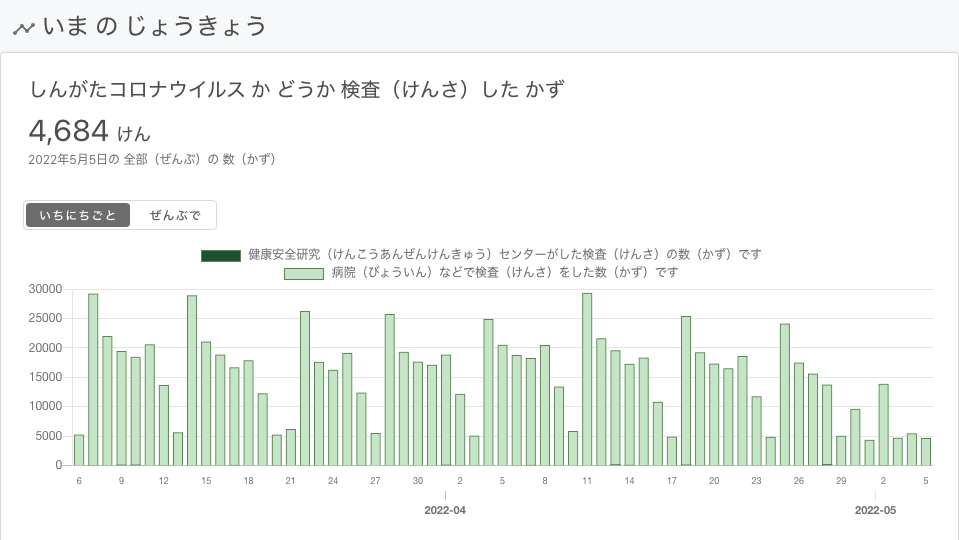 いま の じょうきょう
しんがたコロナウイルス か どうか 検査（けんさ）した かず
4,684 けん
2022年5月5日の 全部（ぜんぶ）の 数（かず）
いちにちごと ぜんぶで
健康安全研究（けんこうあんぜんけんきゅう）センターがした検査（けんさ）の数（かず）です
病院（びょういん）などで検査（けんさ）をした数（かず）です
30000
25000
20000
15000
10000
5000
0
6 9 12 15 18 21 24 27 30 2 5 8 11 14 17 20 23 26 29 2 5
2022-04 2022-05